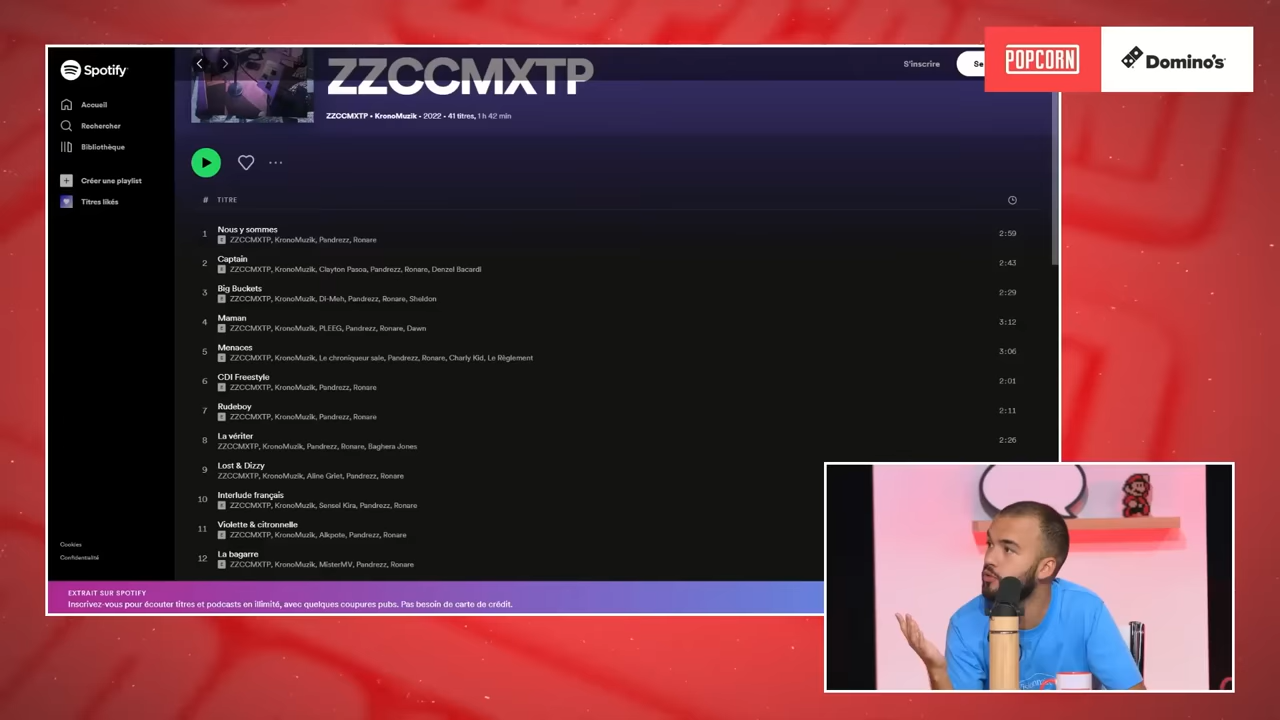 POPCORN
Domino's
Spotify
Accueil
Rechercher
Bibliothèque
Créer une playlist
Titres likés
Cookies
Confidentialité
S'inscrire
Se
ZZCCMXTP
ZZCCMXTP • KronoMuzik • 2022 • 41 titres, 1 h 42 min
# TITRE
1 Nous y sommes 2:59
E ZZCCMXTP, KronoMuzik, Pandrezz, Ronare
2 Captain 2:43
E ZZCCMXTP, KronoMuzik, Clayton Pasoa, Pandrezz, Ronare, Denzel Bacardi
3 Big Buckets 2:29
E ZZCCMXTP, KronoMuzik, Di-Meh, Pandrezz, Ronare, Sheldon
4 Maman 3:12
E ZZCCMXTP, KronoMuzik, PLEEG, Pandrezz, Ronare, Dawn
5 Menaces 3:06
E ZZCCMXTP, KronoMuzik, Le chroniqueur sale, Pandrezz, Ronare, Charly Kid, Le Règlement
6 CDI Freestyle 2:01
E ZZCCMXTP, KronoMuzik, Pandrezz, Ronare
7 Rudeboy 2:11
E ZZCCMXTP, KronoMuzik, Pandrezz, Ronare
8 La vériter 2:26
ZZCCMXTP, KronoMuzik, Pandrezz, Ronare, Baghera Jones
9 Lost & Dizzy
ZZCCMXTP, KronoMuzik, Aline Griet, Pandrezz, Ronare
10 Interlude français
E ZZCCMXTP, KronoMuzik, Sensei Kira, Pandrezz, Ronare
11 Violette & citronnelle
E ZZCCMXTP, KronoMuzik, Alkpote, Pandrezz, Ronare
12 La bagarre
E ZZCCMXTP, KronoMuzik, MisterMV, Pandrezz, Ronare
EXTRAIT SUR SPOTIFY
Inscrivez-vous pour écouter titres et podcasts en illimité, avec quelques coupures pubs. Pas besoin de carte de crédit.